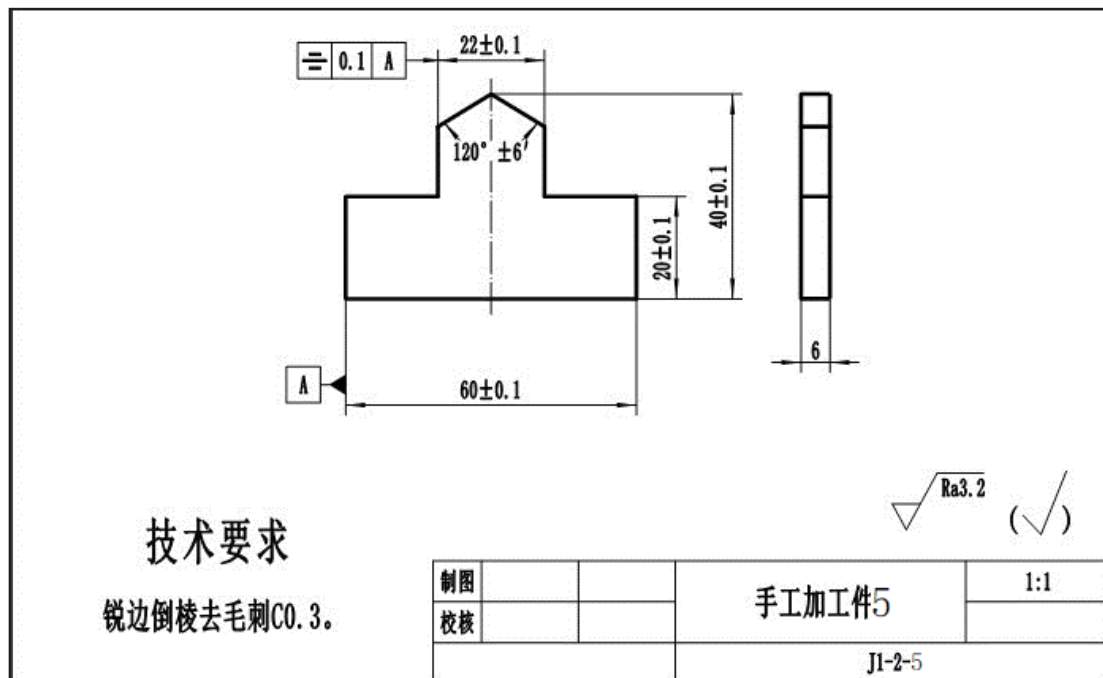 ⌯ 0.1 A
22±0.1
120° ±6′
20±0.1
40±0.1
6
A
60±0.1
Ra3.2
( )
技术要求
锐边倒棱去毛刺C0.3。
制图
手工加工件5
1:1
校核
J1-2-5